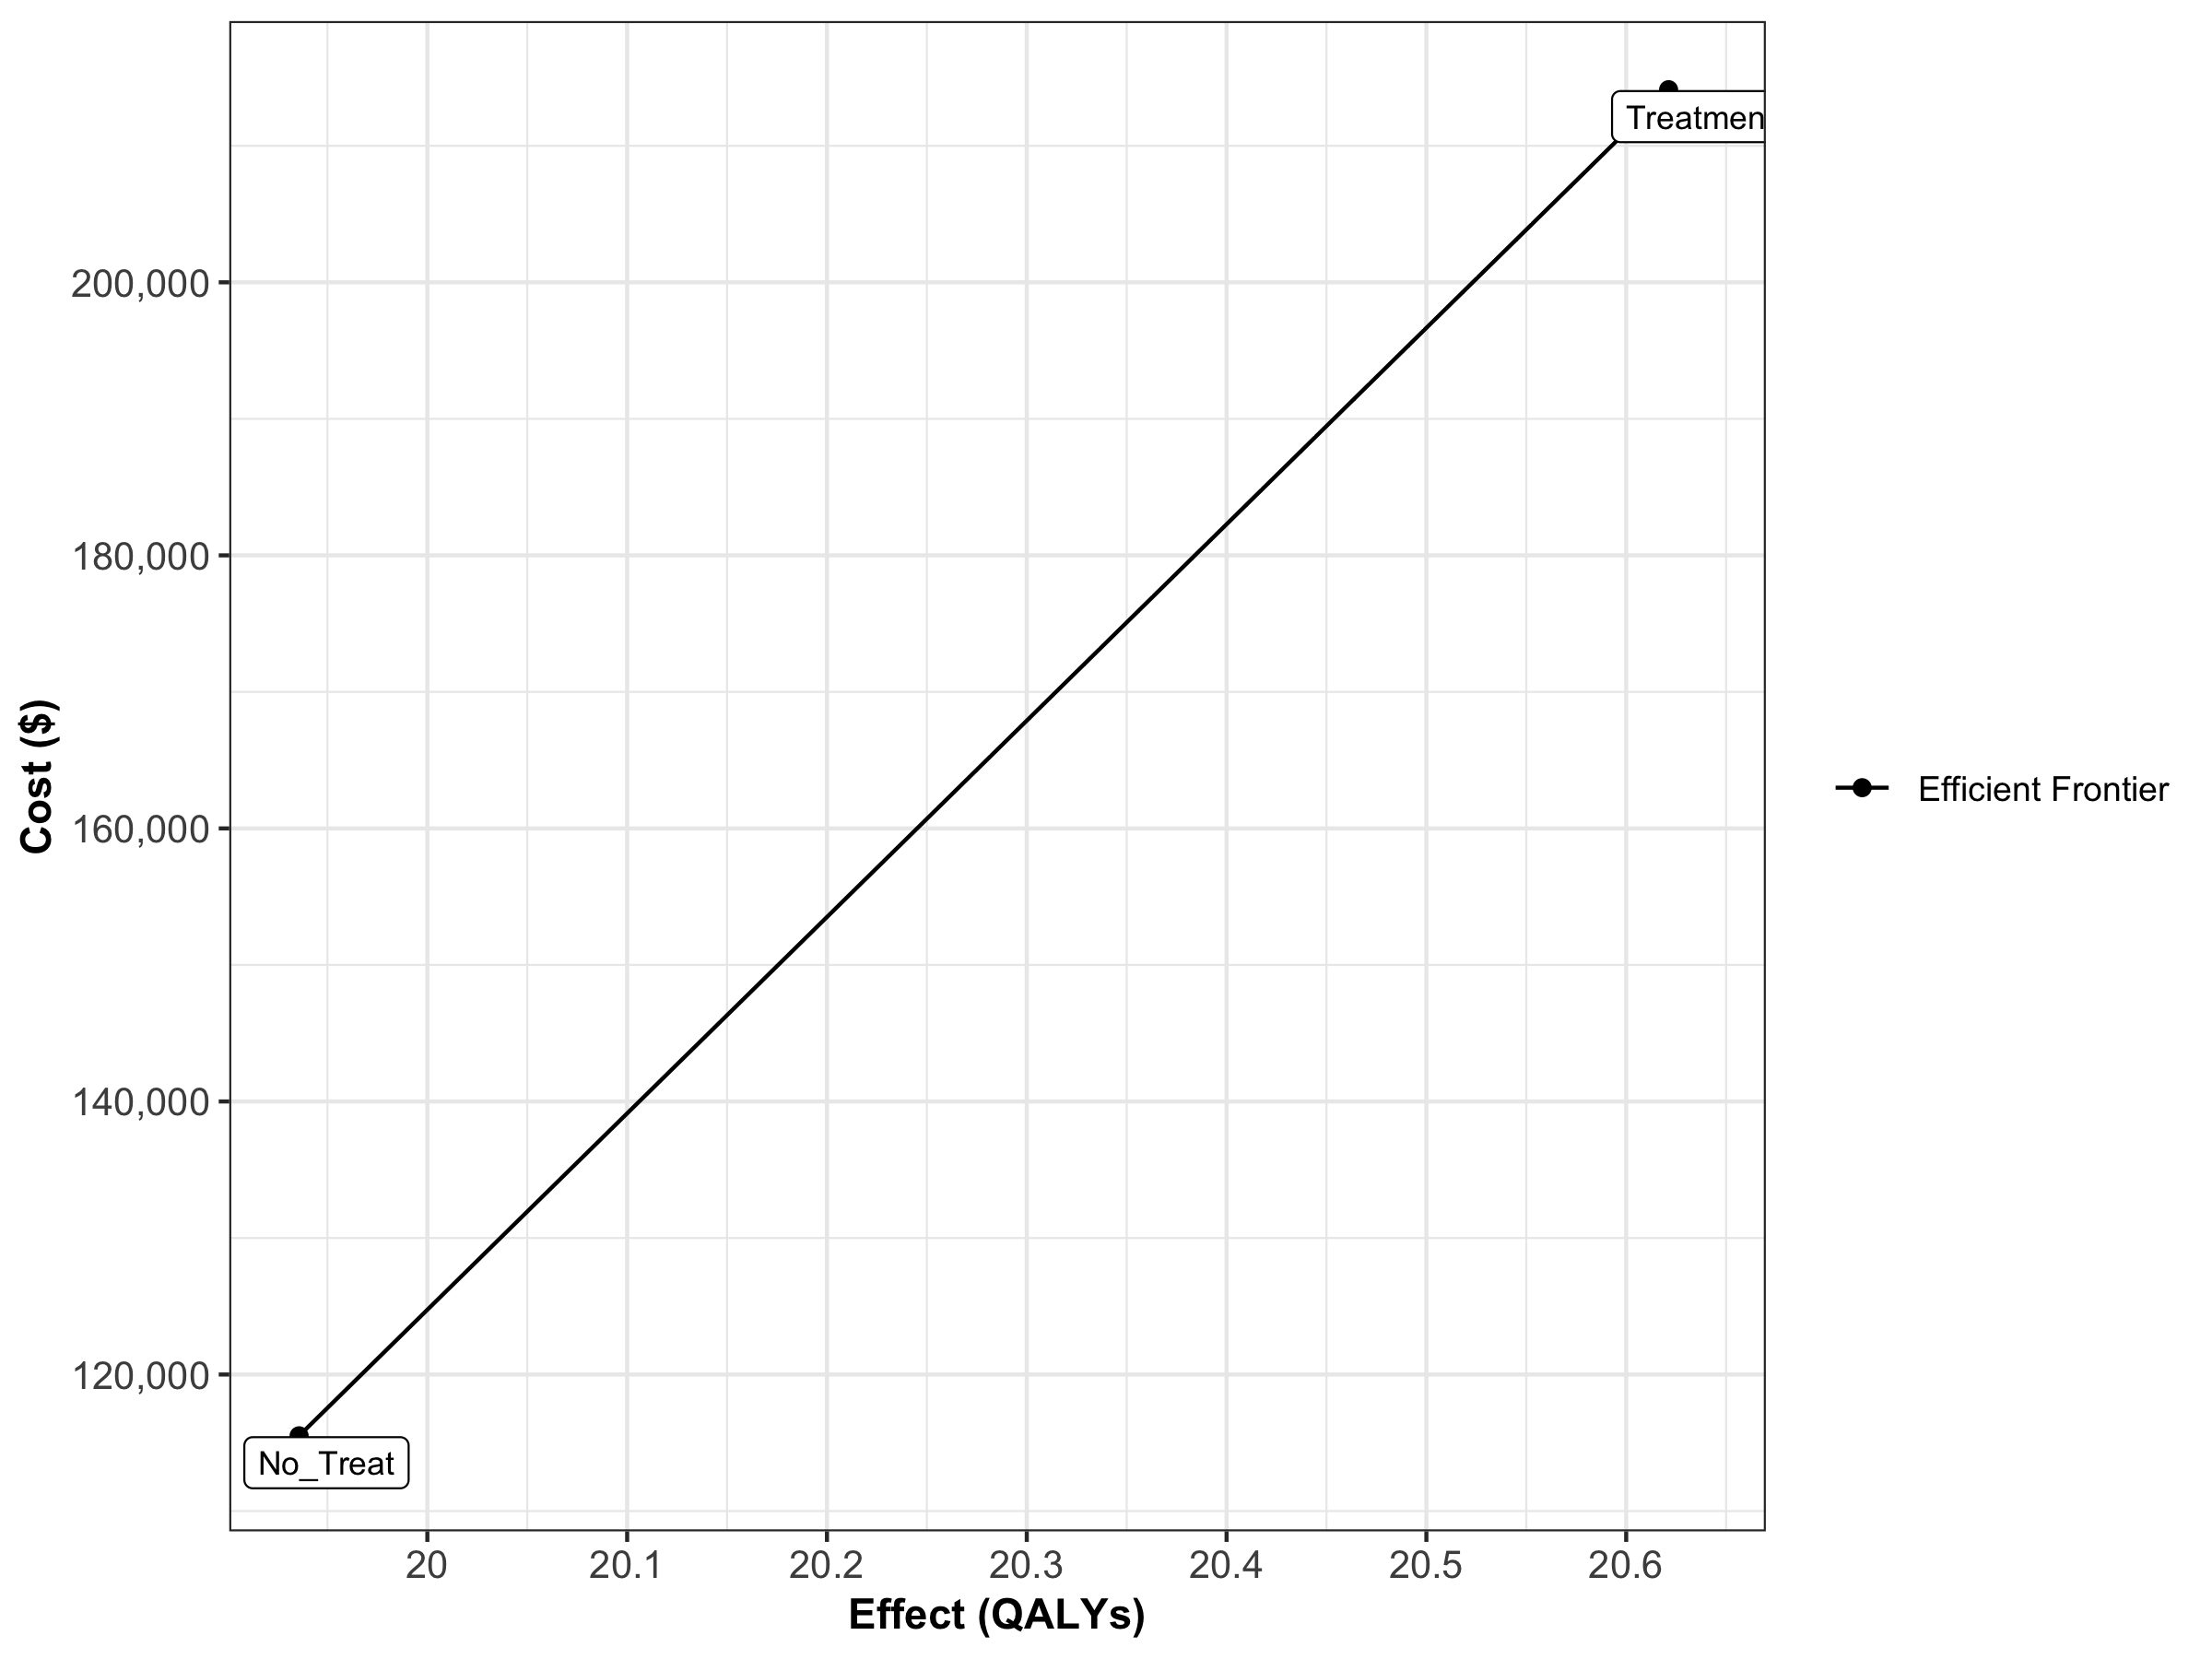 Treatmen
200,000
180,000
160,000
140,000
120,000
Cost ($)
No_Treat
20 20.1 20.2 20.3 20.4 20.5 20.6
Effect (QALYs)
Efficient Frontier